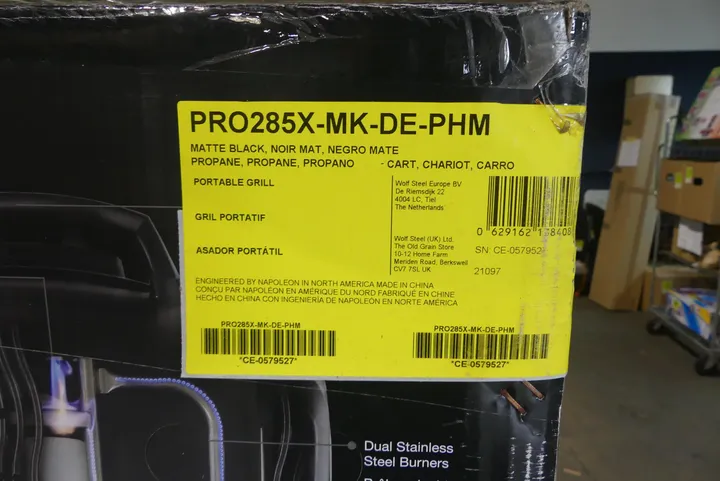 PRO285X-MK-DE-PHM
MATTE BLACK, NOIR MAT, NEGRO MATE
PROPANE, PROPANE, PROPANO - CART, CHARIOT, CARRO
PORTABLE GRILL
GRIL PORTATIF
ASADOR PORTÁTIL
Wolf Steel Europe BV
De Riemsdijk 22
4004 LC, Tiel
The Netherlands
Wolf Steel (UK) Ltd.
The Old Grain Store
10-12 Home Farm
Meriden Road, Berkswell
CV7 7SL UK
0 629162 138408
SN: CE-0579527
21097
ENGINEERED BY NAPOLEON IN NORTH AMERICA MADE IN CHINA
CONÇU PAR NAPOLÉON EN AMÉRIQUE DU NORD FABRIQUÉ EN CHINE
HECHO EN CHINA CON INGENIERÍA DE NAPOLEÓN EN NORTE AMÉRICA
PRO285X-MK-DE-PHM
*CE-0579527*
PRO285X-MK-DE-PHM
*CE-0579527*
Dual Stainless
Steel Burners